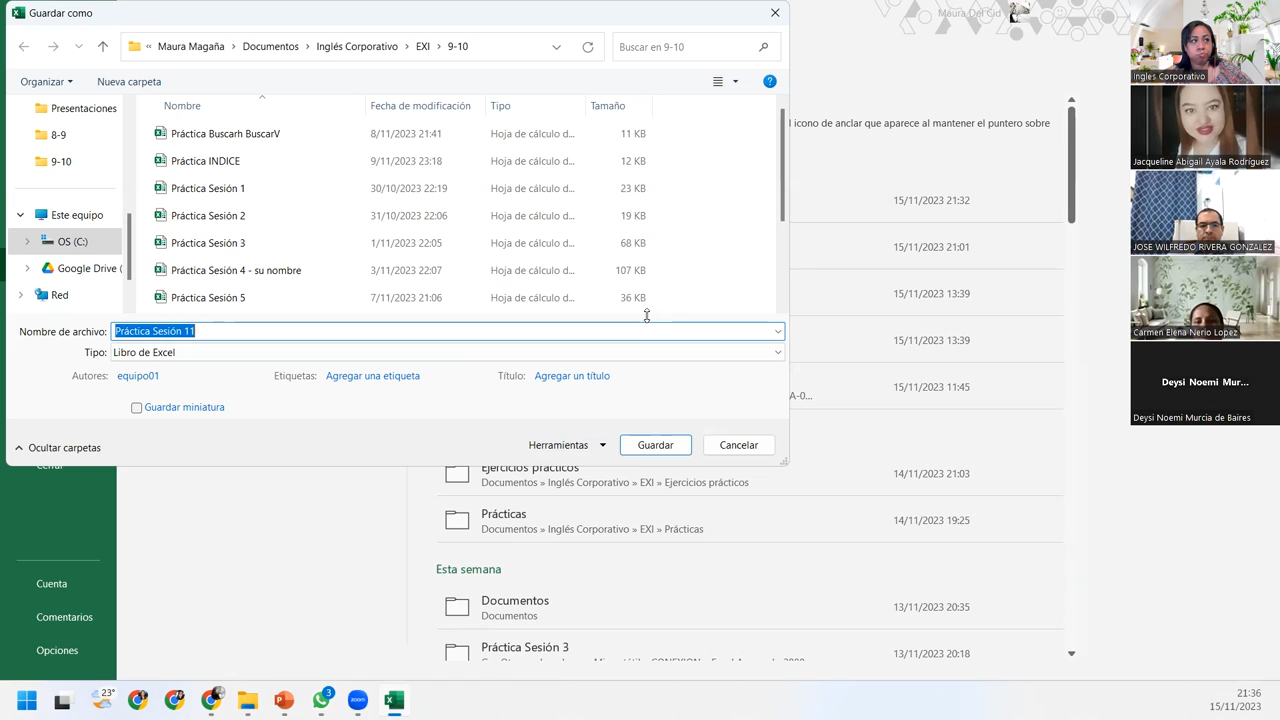 Guardar como
Maura Del Cid
« Maura Magaña > Documentos > Inglés Corporativo > EXI > 9-10
Buscar en 9-10
Organizar
Nueva carpeta
Presentaciones
8-9
9-10
Este equipo
OS (C:)
Google Drive (
Red
Nombre Fecha de modificación Tipo Tamaño
Práctica Buscarh BuscarV 8/11/2023 21:41 Hoja de cálculo d... 11 KB
Práctica INDICE 9/11/2023 23:18 Hoja de cálculo d... 12 KB
Práctica Sesión 1 30/10/2023 22:19 Hoja de cálculo d... 23 KB
Práctica Sesión 2 31/10/2023 22:06 Hoja de cálculo d... 19 KB
Práctica Sesión 3 1/11/2023 22:05 Hoja de cálculo d... 68 KB
Práctica Sesión 4 - su nombre 3/11/2023 22:07 Hoja de cálculo d... 107 KB
Práctica Sesión 5 7/11/2023 21:06 Hoja de cálculo d... 36 KB
Nombre de archivo: Práctica Sesión 11
Tipo: Libro de Excel
Autores: equipo01
Etiquetas: Agregar una etiqueta
Título: Agregar un título
Guardar miniatura
Ocultar carpetas
Herramientas
Guardar
Cancelar
l icono de anclar que aparece al mantener el puntero sobre
15/11/2023 21:32
15/11/2023 21:01
15/11/2023 13:39
15/11/2023 13:39
15/11/2023 11:45
A-0...
Cerrar
Ejercicios prácticos
Documentos » Inglés Corporativo » EXI » Ejercicios prácticos
14/11/2023 21:03
Prácticas
Documentos » Inglés Corporativo » EXI » Prácticas
14/11/2023 19:25
Esta semana
Documentos
Documentos
13/11/2023 20:35
Práctica Sesión 3
13/11/2023 20:18
Cuenta
Comentarios
Opciones
Ingles Corporativo
Jacqueline Abigail Ayala Rodríguez
JOSE WILFREDO RIVERA GONZALEZ
Carmen Elena Nerio Lopez
Deysi Noemi Mur...
Deysi Noemi Murcia de Baires
23°
3
zoom
21:36
15/11/2023